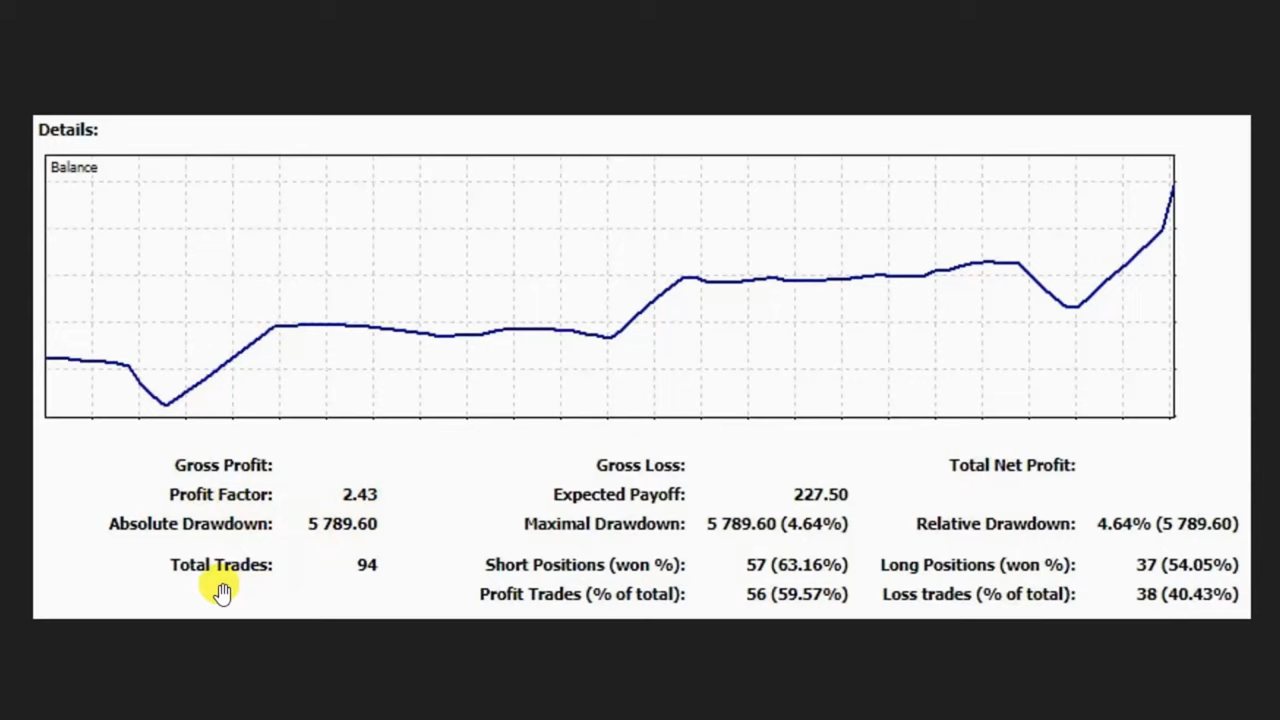 Details:
Balance
Gross Profit: Gross Loss: Total Net Profit:
Profit Factor: 2.43 Expected Payoff: 227.50
Absolute Drawdown: 5 789.60 Maximal Drawdown: 5 789.60 (4.64%) Relative Drawdown: 4.64% (5 789.60)
Total Trades: 94 Short Positions (won %): 57 (63.16%) Long Positions (won %): 37 (54.05%)
Profit Trades (% of total): 56 (59.57%) Loss trades (% of total): 38 (40.43%)